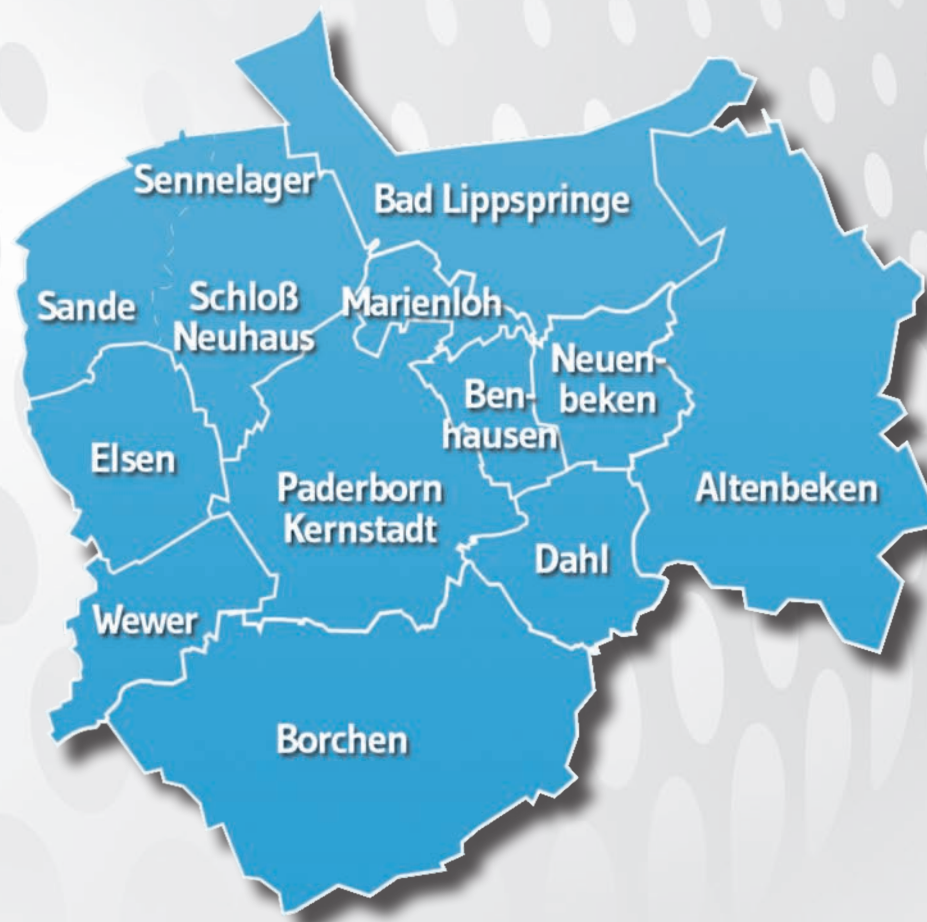 Sennelager
Bad Lippspringe
Sande
Schloß
Neuhaus
Marienloh
Neuen-
beken
Ben-
hausen
Elsen
Paderborn
Kernstadt
Altenbeken
Dahl
Wewer
Borchen